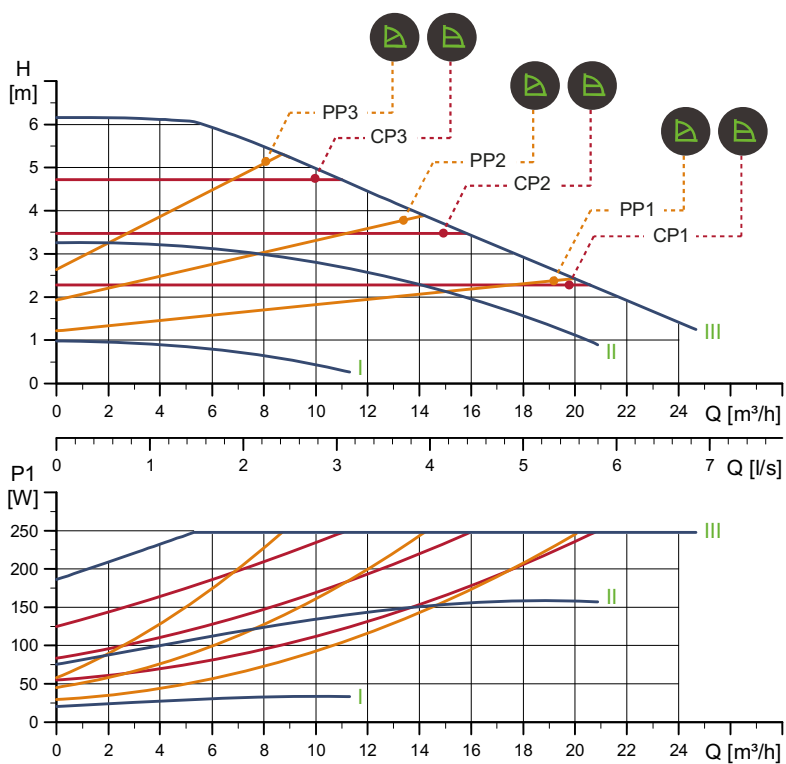 H
[m]
PP3
CP3
PP2
CP2
PP1
CP1
6
5
4
3
2
1
0
I
II
III
0 2 4 6 8 10 12 14 16 18 20 22 24 Q [m³/h]
0 1 2 3 4 5 6 7 Q [l/s]
P1
[W]
250
200
150
100
50
0
III
II
I
0 2 4 6 8 10 12 14 16 18 20 22 24 Q [m³/h]